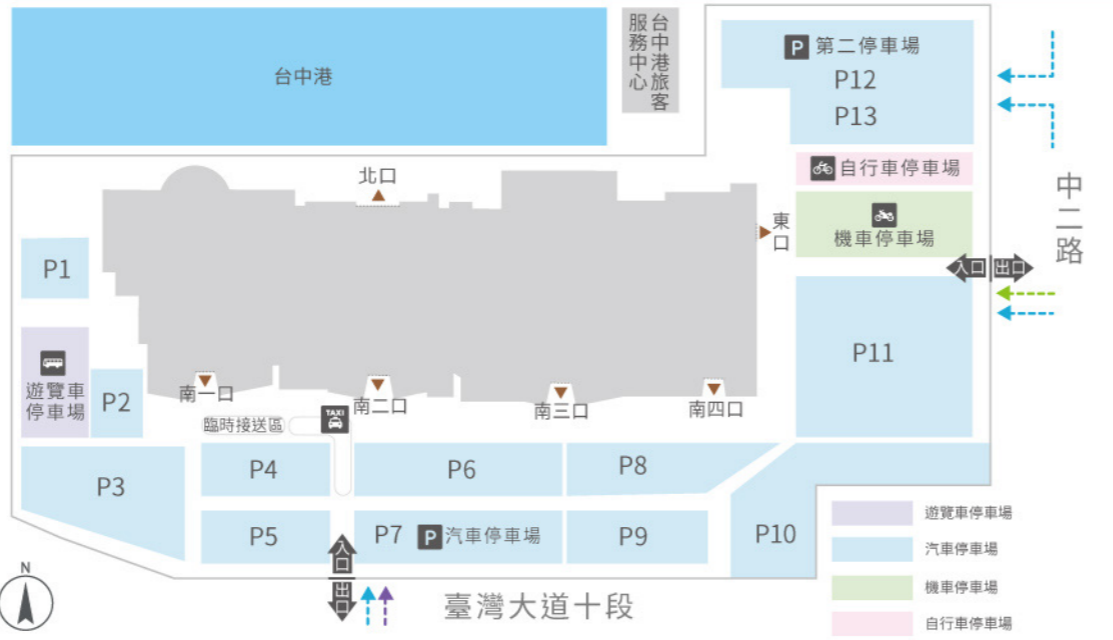 台中港
台中港旅客
服務中心
P 第二停車場
P12
P13
自行車停車場
機車停車場
中二路
北口
東口
入口 出口
P1
遊覽車
停車場
P2
P11
南一口
南二口
南三口
南四口
臨時接送區
TAXI
P3
P4
P6
P8
P5
P7 P 汽車停車場
P9
P10
入口
出口
臺灣大道十段
N
遊覽車停車場
汽車停車場
機車停車場
自行車停車場